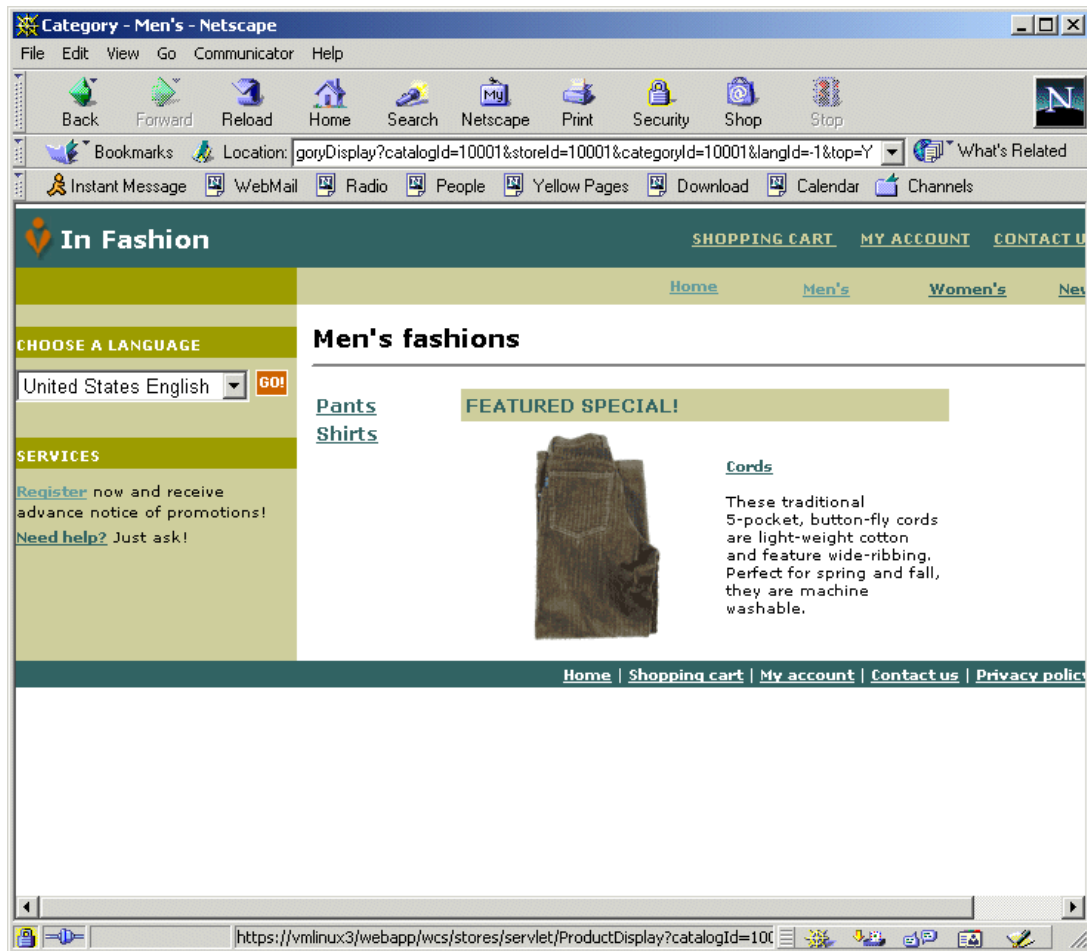 Category - Men's - Netscape
File Edit View Go Communicator Help
Back Forward Reload Home Search Netscape Print Security Shop Stop
My
N
Bookmarks Location: goryDisplay?catalogId=10001&storeId=10001&categoryId=10001&langId=-1&top=Y What's Related
Instant Message WebMail Radio People Yellow Pages Download Calendar Channels
In Fashion SHOPPING CART MY ACCOUNT CONTACT U
Home Men's Women's Nev
CHOOSE A LANGUAGE
United States English GO!
SERVICES
Register now and receive
advance notice of promotions!
Need help? Just ask!
Men's fashions
Pants
Shirts
FEATURED SPECIAL!
Cords
These traditional
5-pocket, button-fly cords
are light-weight cotton
and feature wide-ribbing.
Perfect for spring and fall,
they are machine
washable.
Home | Shopping cart | My account | Contact us | Privacy policy
https://vmlinux3/webapp/wcs/stores/servlet/ProductDisplay?catalogId=100